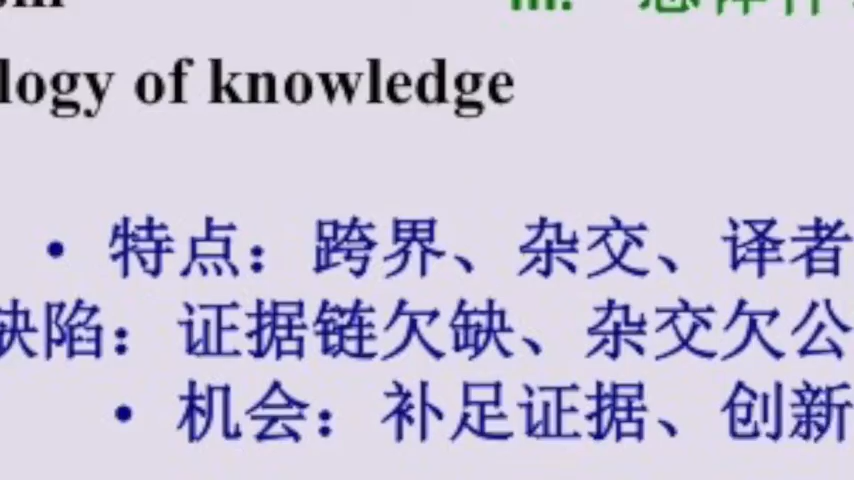 logy of knowledge
• 特点：跨界、杂交、译者
缺陷：证据链欠缺、杂交欠公
• 机会：补足证据、创新